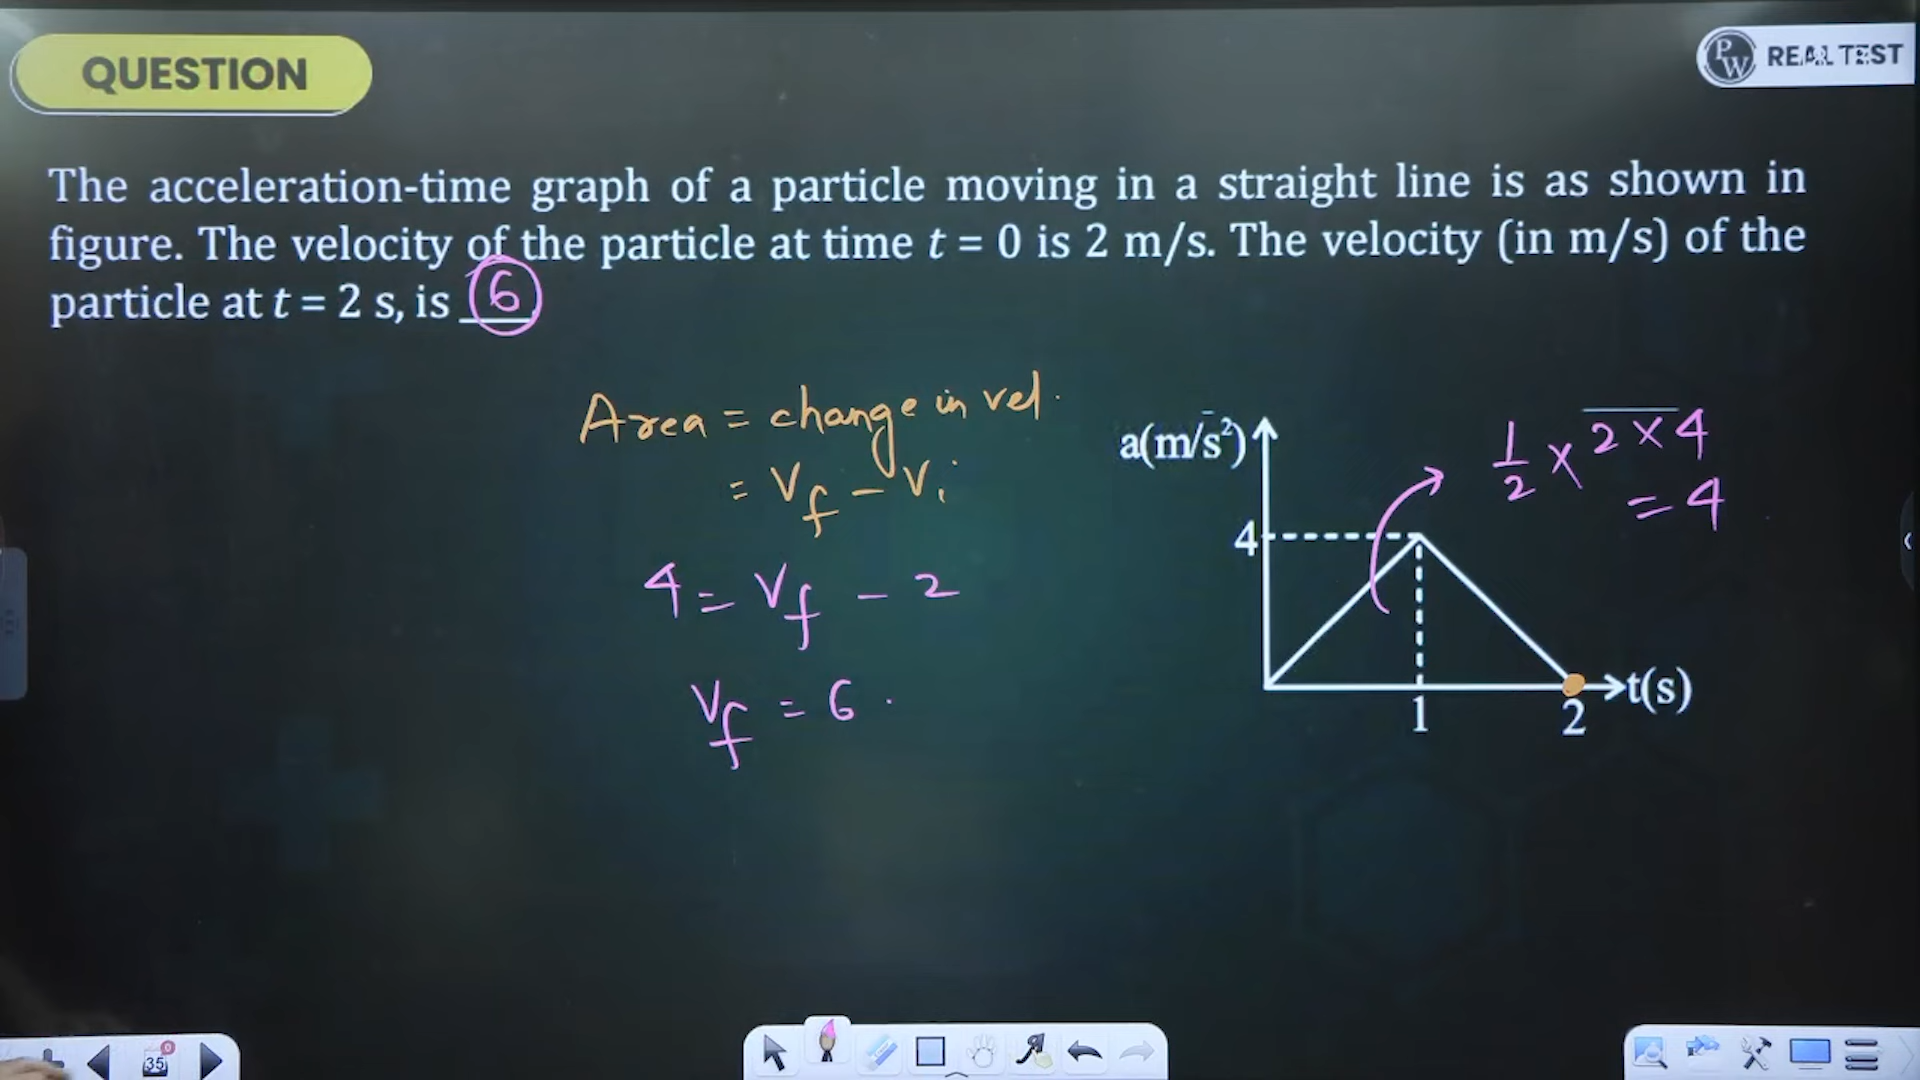 QUESTION
PW REAL TEST
The acceleration-time graph of a particle moving in a straight line is as shown in
figure. The velocity of the particle at time t = 0 is 2 m/s. The velocity (in m/s) of the
particle at t = 2 s, is 6
Area = change in vel.
= Vf - Vi
4 = Vf - 2
Vf = 6.
a(m/s²)
1/2 × 2 × 4
= 4
4
1
2
t(s)
35
0